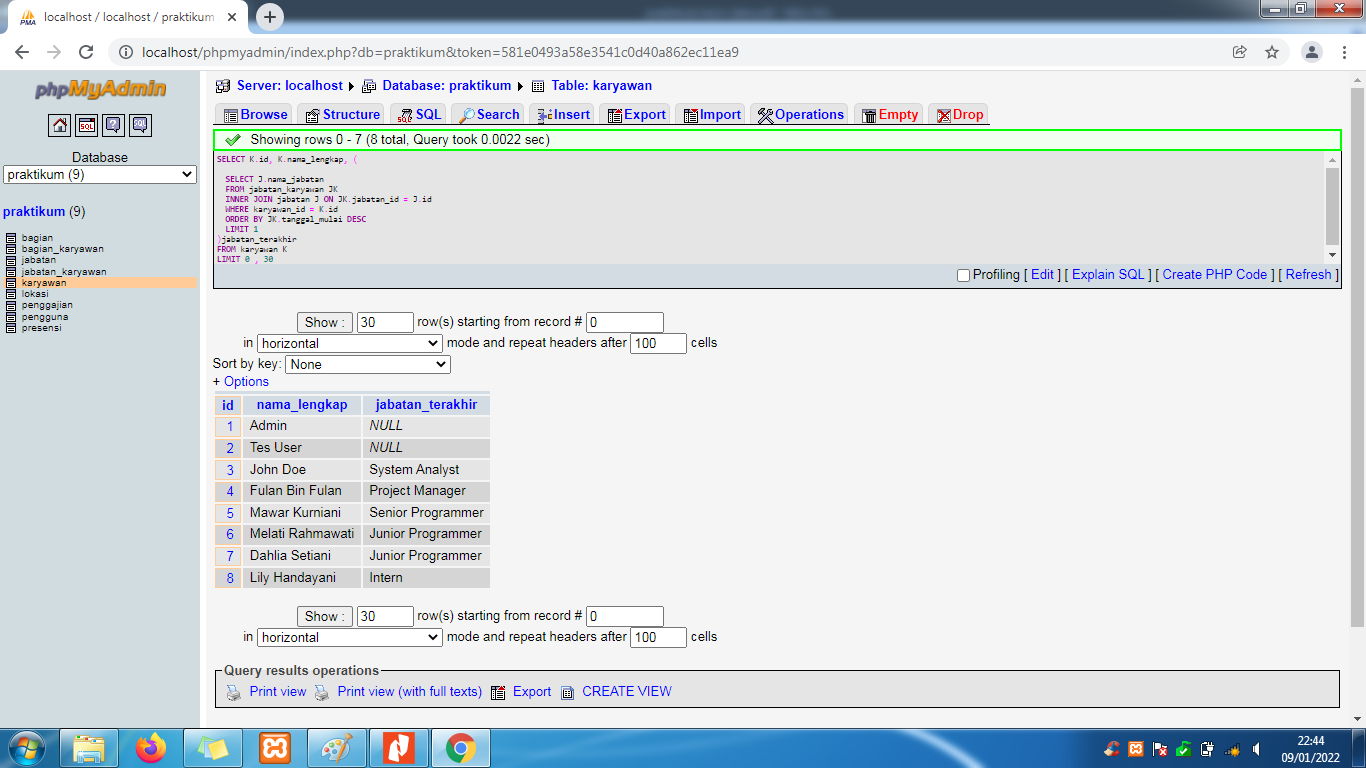 localhost / localhost / praktikum
localhost/phpmyadmin/index.php?db=praktikum&token=581e0493a58e3541c0d40a862ec11ea9
phpMyAdmin
Database
praktikum (9)
praktikum (9)
bagian
bagian_karyawan
jabatan
jabatan_karyawan
karyawan
lokasi
penggajian
pengguna
presensi
Server: localhost Database: praktikum Table: karyawan
Browse Structure SQL Search Insert Export Import Operations Empty Drop
Showing rows 0 - 7 (8 total, Query took 0.0022 sec)
SELECT K.id, K.nama_lengkap, (
SELECT J.nama_jabatan
FROM jabatan_karyawan JK
INNER JOIN jabatan J ON JK.jabatan_id = J.id
WHERE karyawan_id = K.id
ORDER BY JK.tanggal_mulai DESC
LIMIT 1
)jabatan_terakhir
FROM karyawan K
LIMIT 0 , 30
Profiling [ Edit ] [ Explain SQL ] [ Create PHP Code ] [ Refresh ]
Show : 30 row(s) starting from record # 0
in horizontal mode and repeat headers after 100 cells
Sort by key: None
+ Options
id nama_lengkap jabatan_terakhir
1 Admin NULL
2 Tes User NULL
3 John Doe System Analyst
4 Fulan Bin Fulan Project Manager
5 Mawar Kurniani Senior Programmer
6 Melati Rahmawati Junior Programmer
7 Dahlia Setiani Junior Programmer
8 Lily Handayani Intern
Show : 30 row(s) starting from record # 0
in horizontal mode and repeat headers after 100 cells
Query results operations
Print view Print view (with full texts) Export CREATE VIEW
22:44
09/01/2022